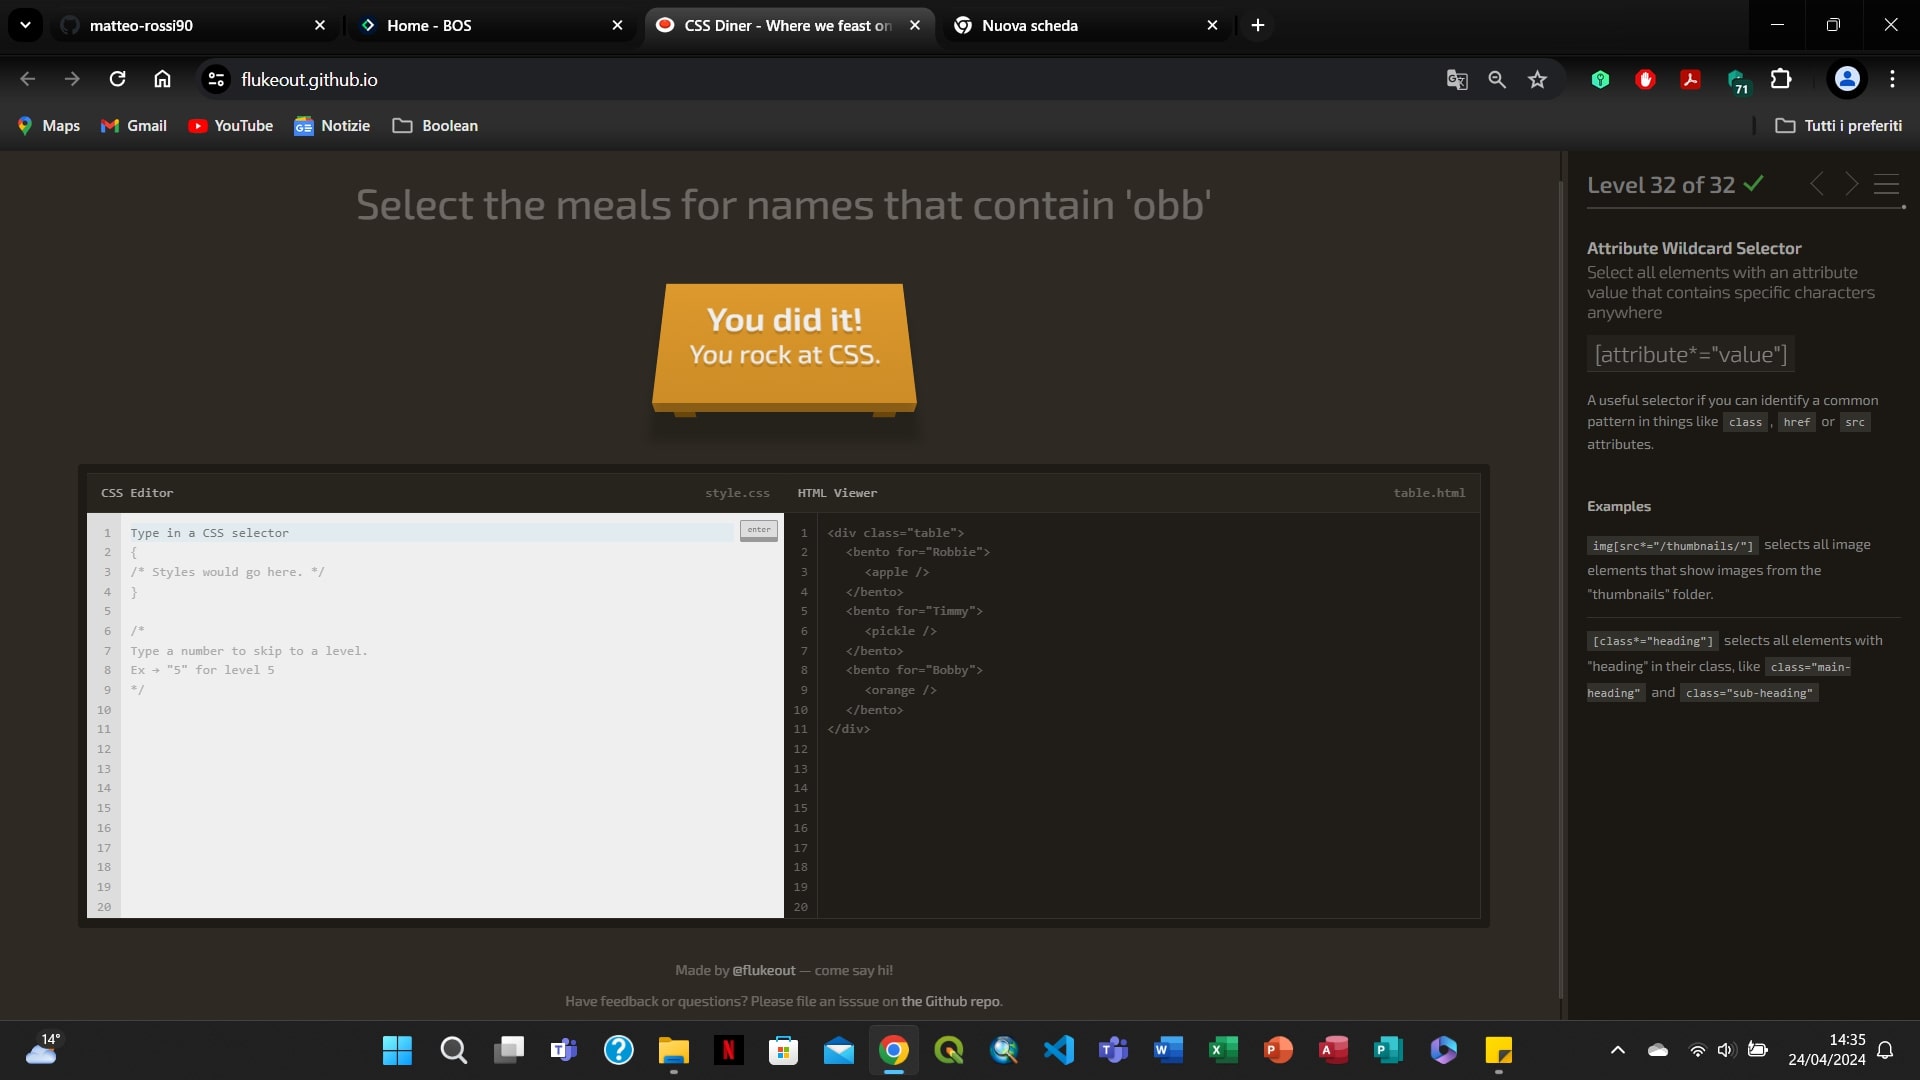 matteo-rossi90
Home - BOS
CSS Diner - Where we feast on
Nuova scheda
flukeout.github.io
71
Maps
Gmail
YouTube
Notizie
Boolean
Tutti i preferiti
Select the meals for names that contain 'obb'
You did it!
You rock at CSS.
CSS Editor
style.css
HTML Viewer
table.html
1 Type in a CSS selector
enter
2 {
3 /* Styles would go here. */
4 }
5
6 /*
7 Type a number to skip to a level.
8 Ex → "5" for level 5
9 */
10
11
12
13
14
15
16
17
18
19
20
1 <div class="table">
2 <bento for="Robbie">
3 <apple />
4 </bento>
5 <bento for="Timmy">
6 <pickle />
7 </bento>
8 <bento for="Bobby">
9 <orange />
10 </bento>
11 </div>
12
13
14
15
16
17
18
19
20
Made by @flukeout — come say hi!
Have feedback or questions? Please file an isssue on the Github repo.
Level 32 of 32
Attribute Wildcard Selector
Select all elements with an attribute
value that contains specific characters
anywhere
[attribute*="value"]
A useful selector if you can identify a common
pattern in things like class , href or src
attributes.
Examples
img[src*="/thumbnails/"] selects all image
elements that show images from the
"thumbnails" folder.
[class*="heading"] selects all elements with
"heading" in their class, like class="main-
heading" and class="sub-heading"
14°
14:35
24/04/2024